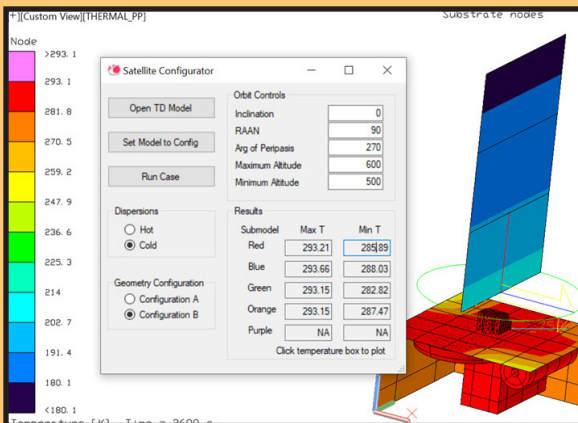 +][Custom View][THERMAL_PP]
Substrate nodes
Node
>293. 1
293. 1
281. 8
270. 5
259. 2
247. 9
236. 6
225. 3
214
202. 7
191. 4
180. 1
<180. 1
Temperature [K], Time = 3600 s
Satellite Configurator
Open TD Model
Set Model to Config
Run Case
Dispersions
Hot
Cold
Geometry Configuration
Configuration A
Configuration B
Orbit Controls
Inclination 0
RAAN 90
Arg of Peripasis 270
Maximum Altitude 600
Minimum Altitude 500
Results
Submodel Max T Min T
Red 293.21 285.89
Blue 293.66 288.03
Green 293.15 282.82
Orange 293.15 287.47
Purple NA NA
Click temperature box to plot